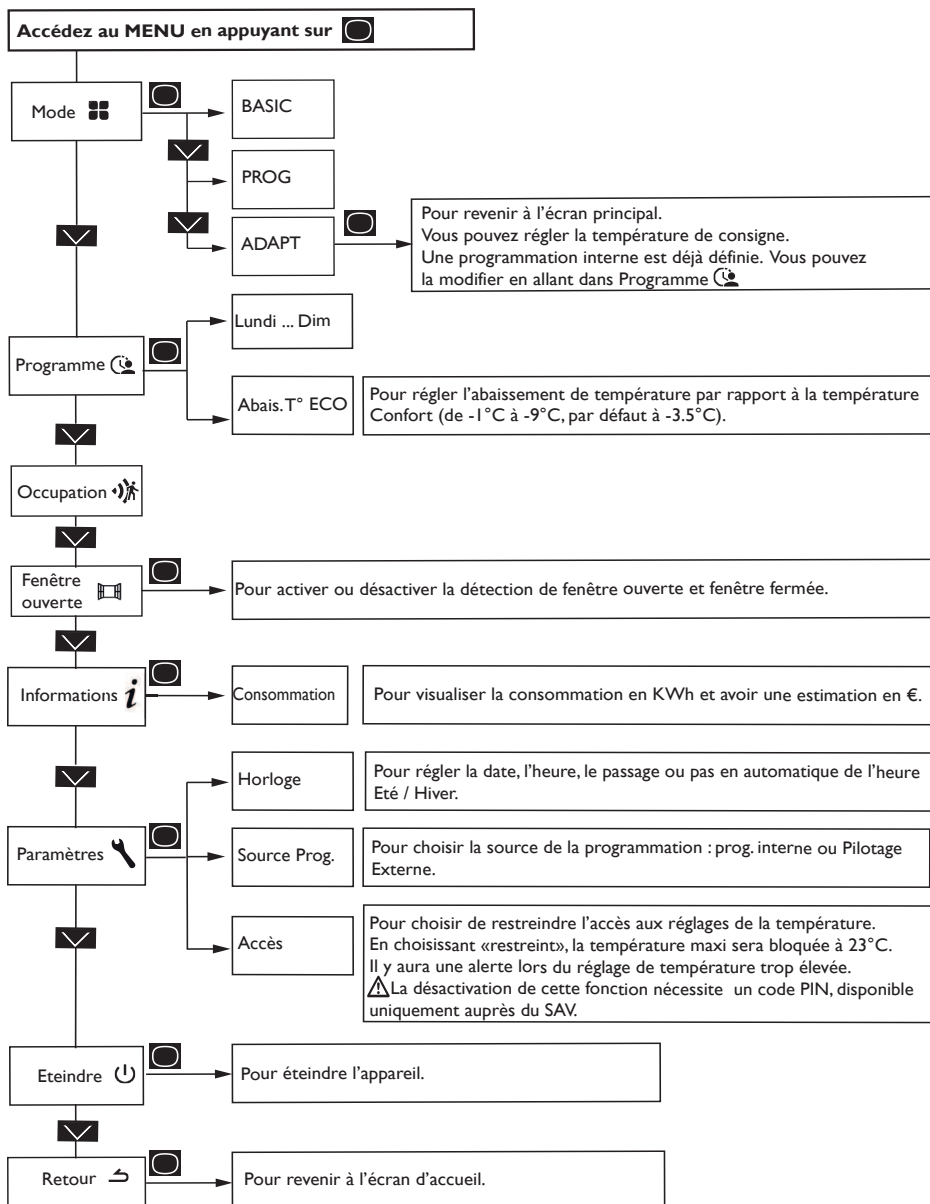 Accédez au MENU en appuyant sur
Mode
BASIC
PROG
ADAPT
Pour revenir à l'écran principal.
Vous pouvez régler la température de consigne.
Une programmation interne est déjà définie. Vous pouvez
la modifier en allant dans Programme
Programme
Lundi ... Dim
Abais.T° ECO
Pour régler l'abaissement de température par rapport à la température
Confort (de -1°C à -9°C, par défaut à -3.5°C).
Occupation
Fenêtre
ouverte
Pour activer ou désactiver la détection de fenêtre ouverte et fenêtre fermée.
Informations i
Consommation
Pour visualiser la consommation en KWh et avoir une estimation en €.
Paramètres
Horloge
Pour régler la date, l'heure, le passage ou pas en automatique de l'heure
Eté / Hiver.
Source Prog.
Pour choisir la source de la programmation : prog. interne ou Pilotage
Externe.
Accès
Pour choisir de restreindre l'accès aux réglages de la température.
En choisissant «restreint», la température maxi sera bloquée à 23°C.
Il y aura une alerte lors du réglage de température trop élevée.
⚠La désactivation de cette fonction nécessite un code PIN, disponible
uniquement auprès du SAV.
Eteindre
Pour éteindre l'appareil.
Retour
Pour revenir à l'écran d'accueil.